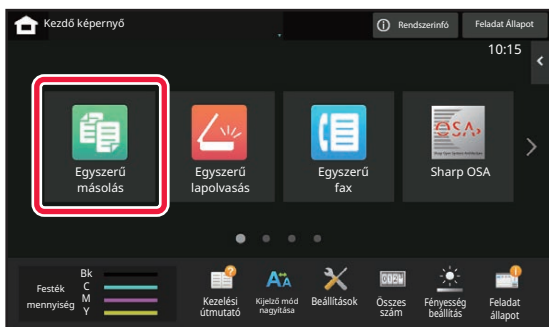 Kezdő képernyő
Rendszerinfó
Feladat Állapot
10:15
Egyszerű
másolás
Egyszerű
lapolvasás
Egyszerű
fax
OSA
Sharp OSA
Festék
mennyiség
Bk
C
M
Y
Kezelési
útmutató
Kijelző mód
nagyítása
Beállítások
Összes
szám
Fényesség
beállítás
Feladat
állapot